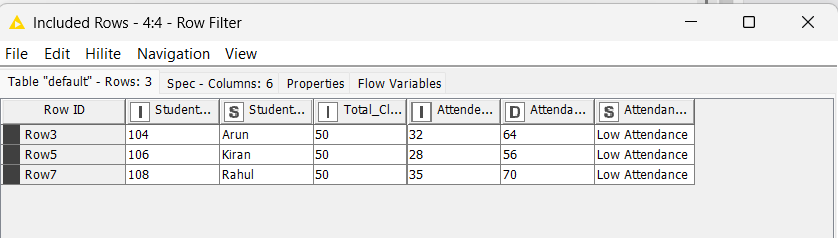 Included Rows - 4:4 - Row Filter
File Edit Hilite Navigation View
Table "default" - Rows: 3 Spec - Columns: 6 Properties Flow Variables
Row ID I Student... S Student... I Total_Cl... I Attende... D Attenda... S Attendan...
Row3 104 Arun 50 32 64 Low Attendance
Row5 106 Kiran 50 28 56 Low Attendance
Row7 108 Rahul 50 35 70 Low Attendance